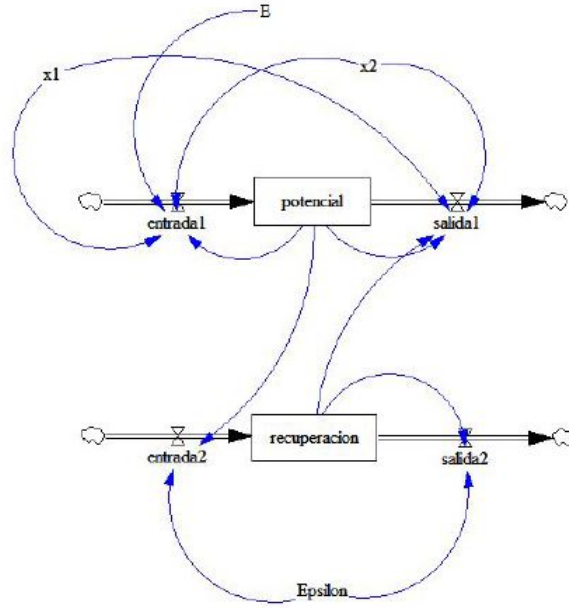 E
x1
x2
potencial
entrada1
salida1
recuperacion
entrada2
salida2
Epsilon